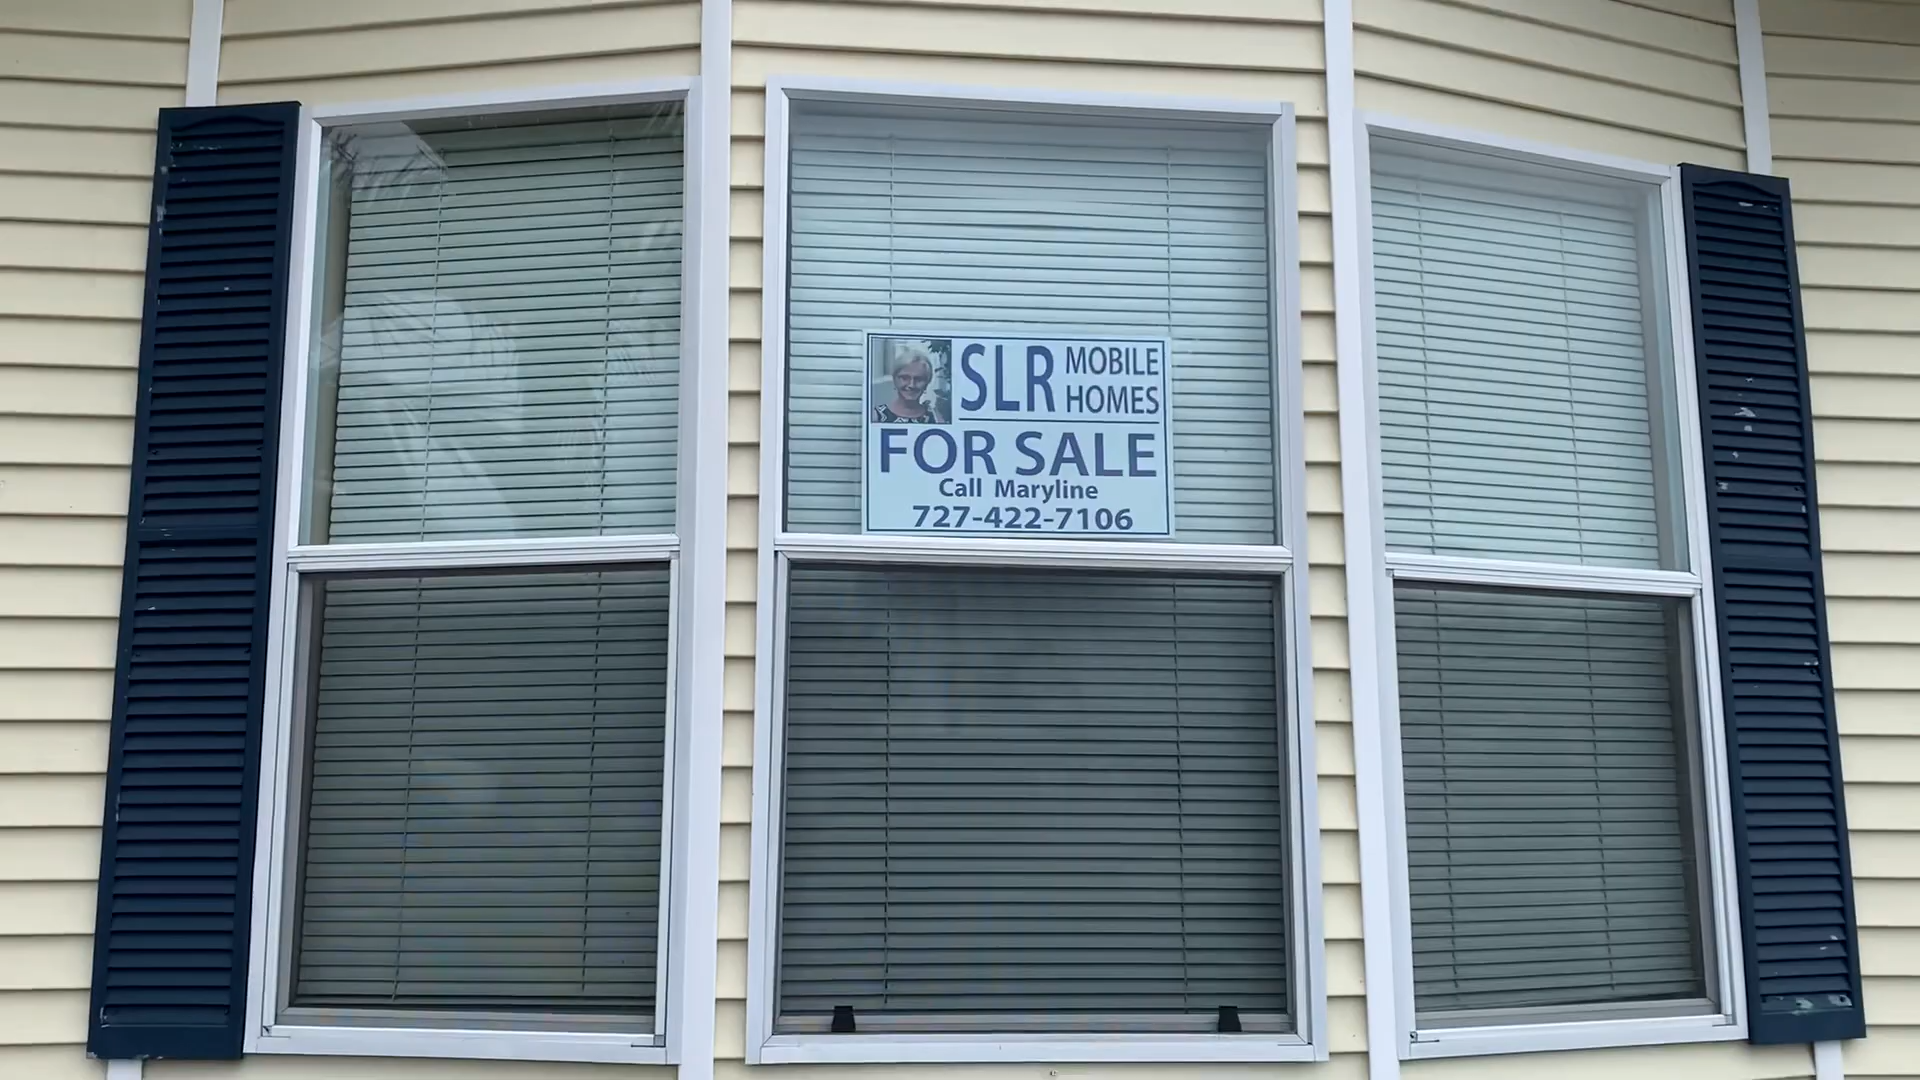 SLR MOBILE
HOMES
FOR SALE
Call Maryline
727-422-7106